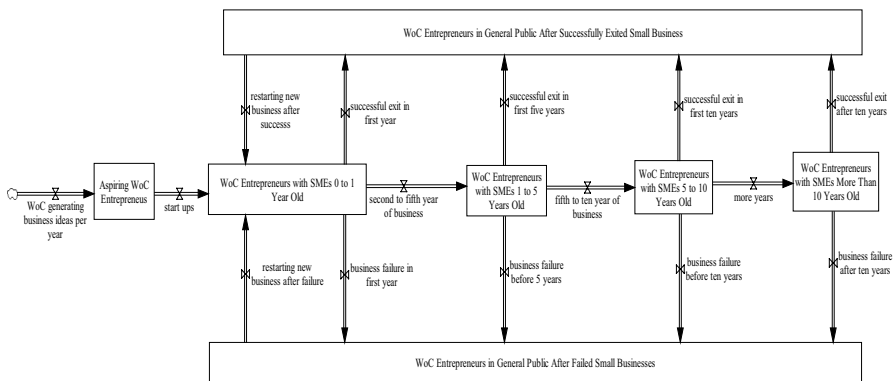 WoC Entrepreneurs in General Public After Successfully Exited Small Business
restarting new
business after
successs
successful exit in
first year
successful exit in
first five years
successful exit in
first ten years
successful exit
after ten years
Aspiring WoC
Entrepreneus
WoC Entrepreneurs with SMEs 0 to 1
Year Old
WoC Entrepreneurs
with SMEs 1 to 5
Years Old
WoC Entrepreneurs
with SMEs 5 to 10
Years Old
WoC Entrepreneurs
with SMEs More Than
10 Years Old
WoC generating
business ideas per
year
start ups
second to fifth year
of business
fifth to ten year of
business
more years
restarting new
business after failure
business failure in
first year
business failure
before 5 years
business failure
before ten years
business failure
after ten years
WoC Entrepreneurs in General Public After Failed Small Businesses